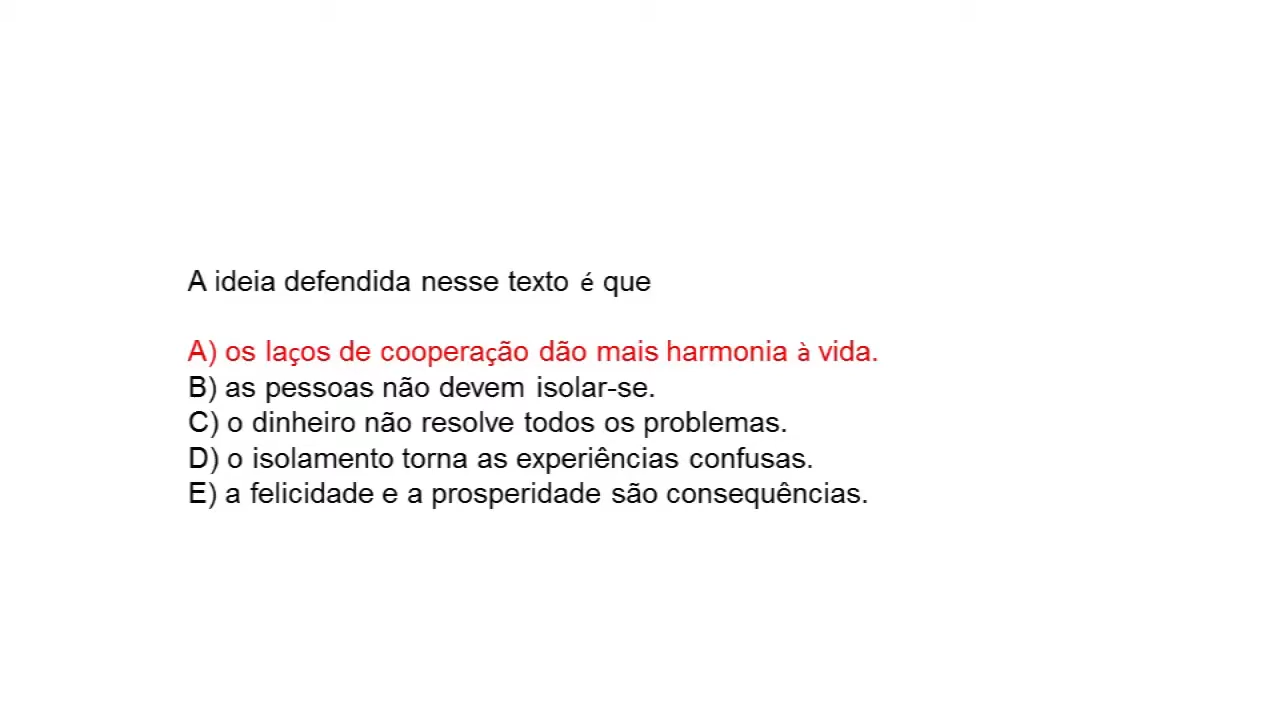 A ideia defendida nesse texto é que
A) os laços de cooperação dão mais harmonia à vida.
B) as pessoas não devem isolar-se.
C) o dinheiro não resolve todos os problemas.
D) o isolamento torna as experiências confusas.
E) a felicidade e a prosperidade são consequências.